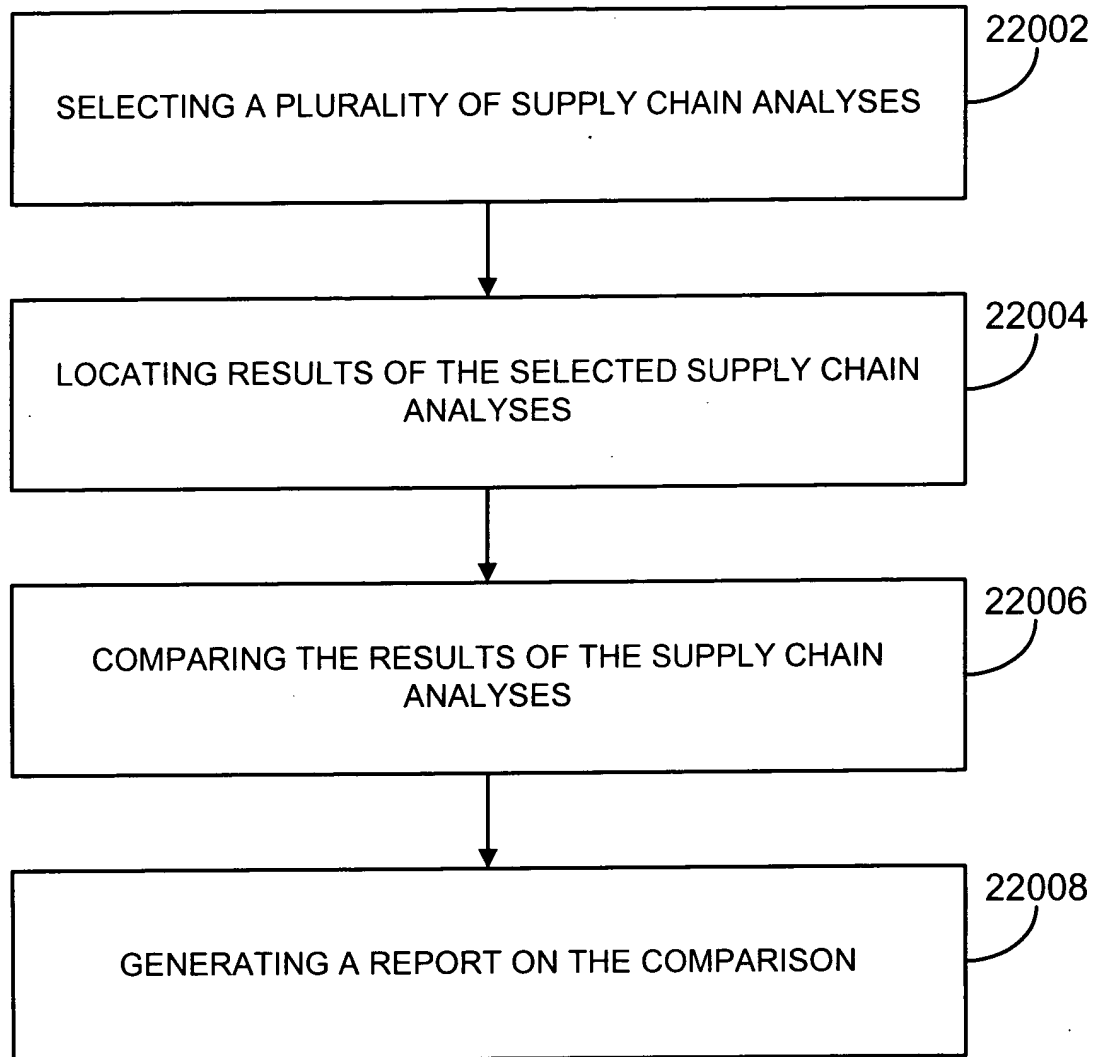 22002
SELECTING A PLURALITY OF SUPPLY CHAIN ANALYSES
22004
LOCATING RESULTS OF THE SELECTED SUPPLY CHAIN
ANALYSES
22006
COMPARING THE RESULTS OF THE SUPPLY CHAIN
ANALYSES
22008
GENERATING A REPORT ON THE COMPARISON